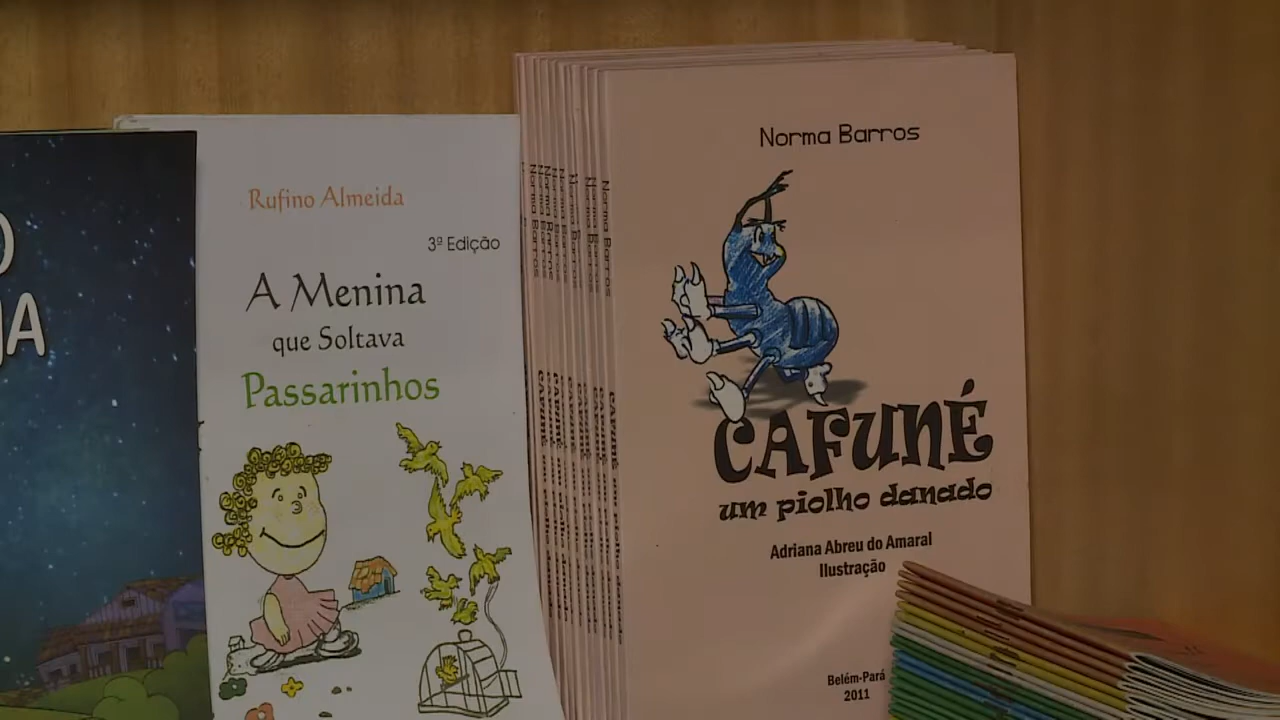 Rufino Almeida
3ª Edição
A Menina
que Soltava
Passarinhos
Norma Barros
CAFUNÉ
um piolho danado
Adriana Abreu do Amaral
Ilustração
Belém-Pará
2011